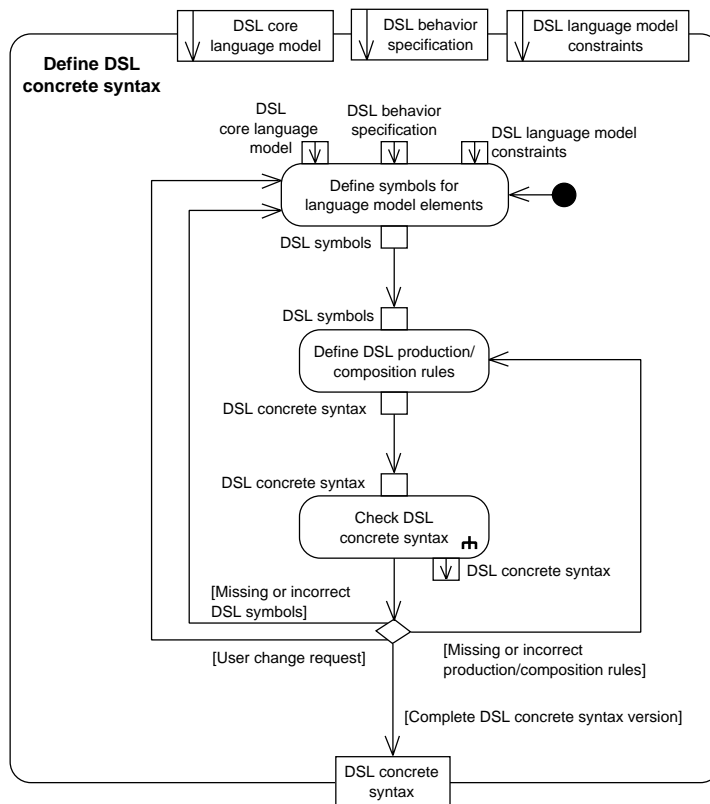 DSL core
language model
DSL behavior
specification
DSL language model
constraints
Define DSL
concrete syntax
DSL
core language
model
DSL behavior
specification
DSL language model
constraints
Define symbols for
language model elements
DSL symbols
DSL symbols
Define DSL production/
composition rules
DSL concrete syntax
DSL concrete syntax
Check DSL
concrete syntax
DSL concrete syntax
[Missing or incorrect
DSL symbols]
[User change request]
[Missing or incorrect
production/composition rules]
[Complete DSL concrete syntax version]
DSL concrete
syntax